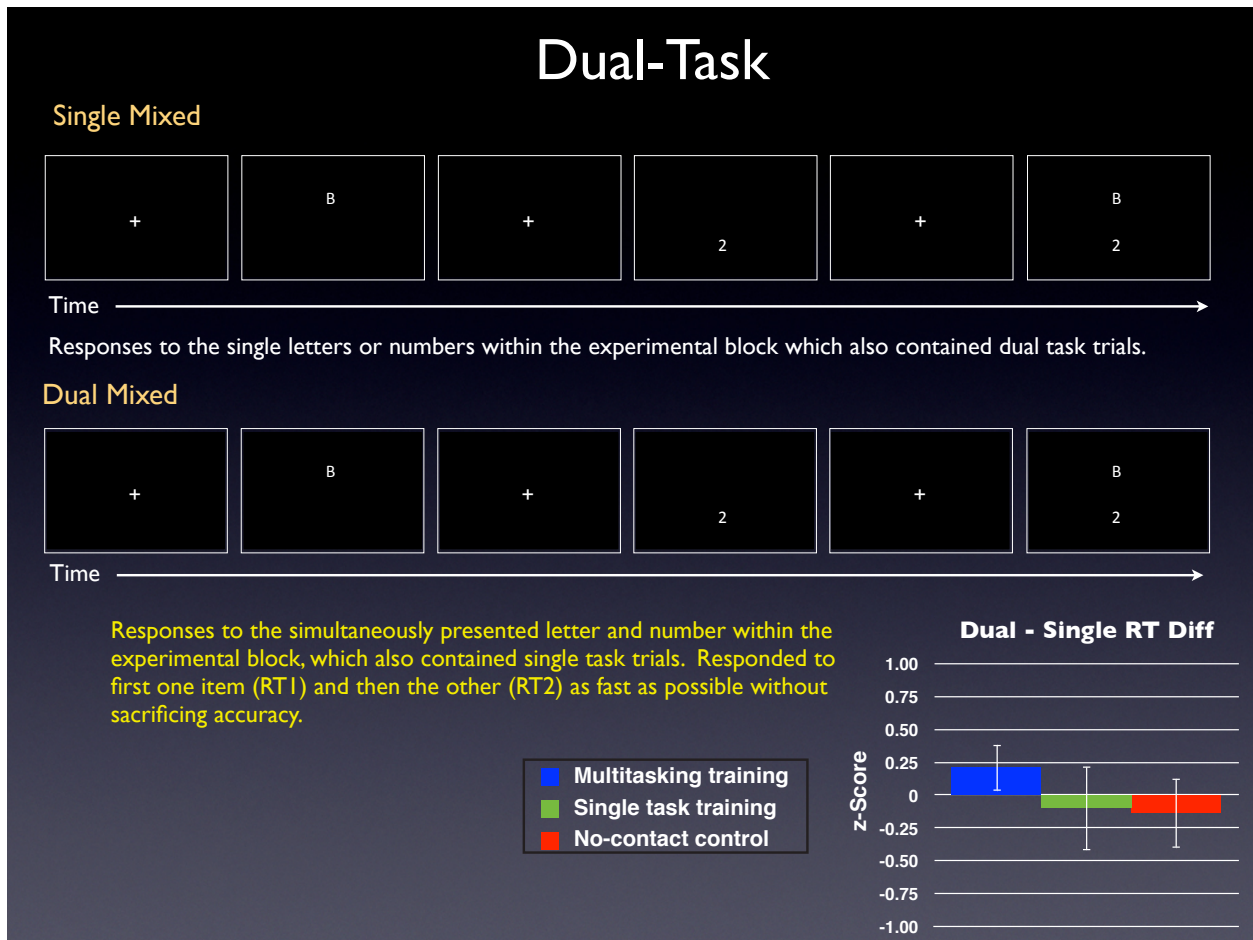 Dual-Task
Single Mixed
+
B
+
2
+
B
2
Time
Responses to the single letters or numbers within the experimental block which also contained dual task trials.
Dual Mixed
+
B
+
2
+
B
2
Time
Responses to the simultaneously presented letter and number within the
experimental block, which also contained single task trials. Responded to
first one item (RT1) and then the other (RT2) as fast as possible without
sacrificing accuracy.
Multitasking training
Single task training
No-contact control
Dual - Single RT Diff
z-Score
1.00
0.75
0.50
0.25
0
-0.25
-0.50
-0.75
-1.00